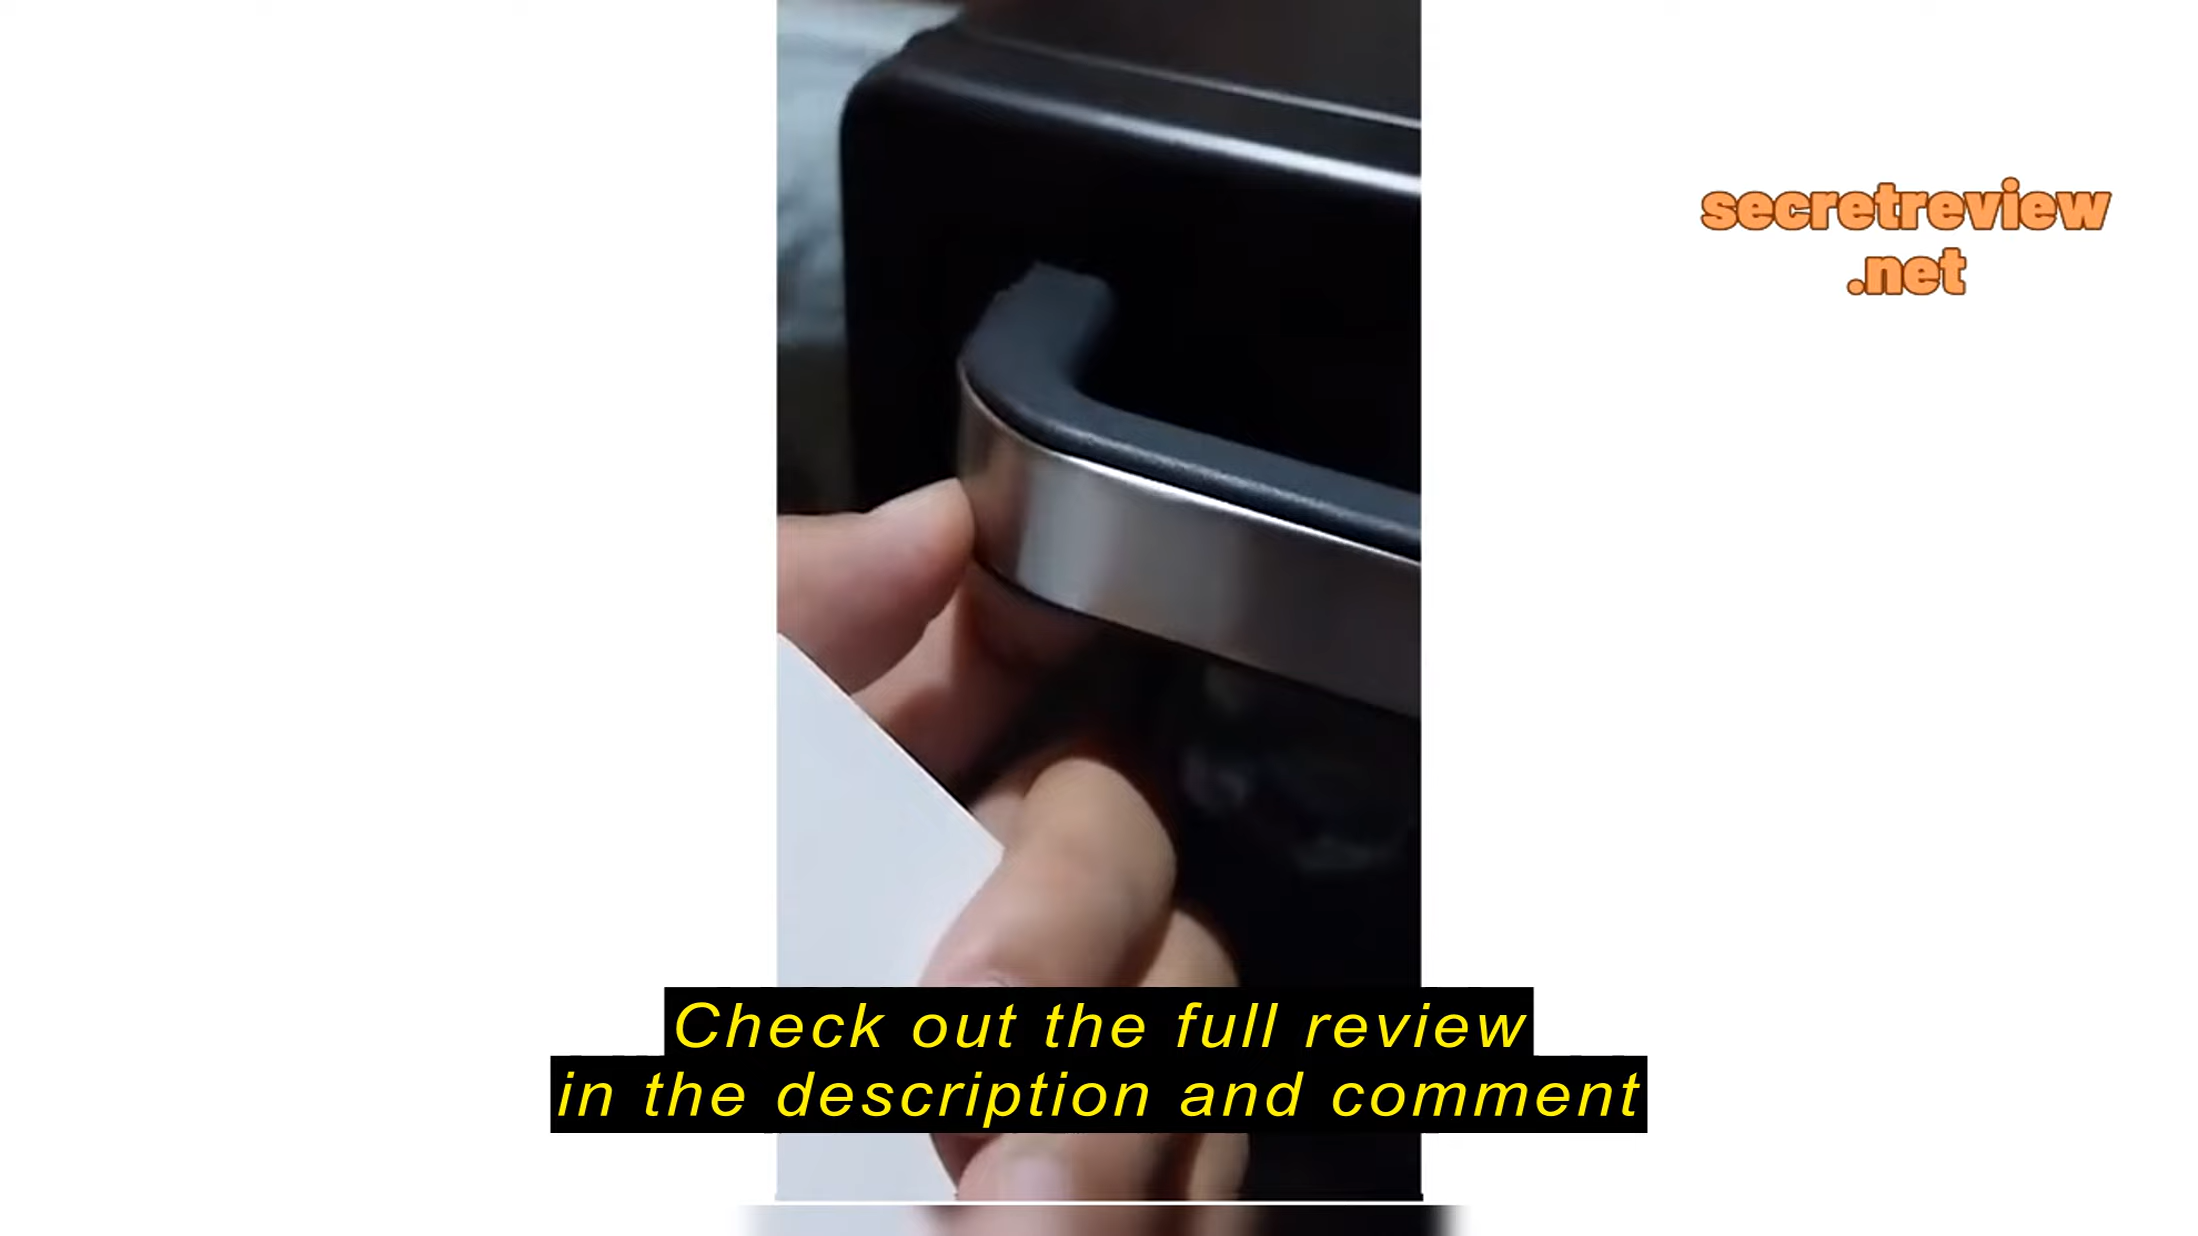 secretreview
.net
Check out the full review
in the description and comment